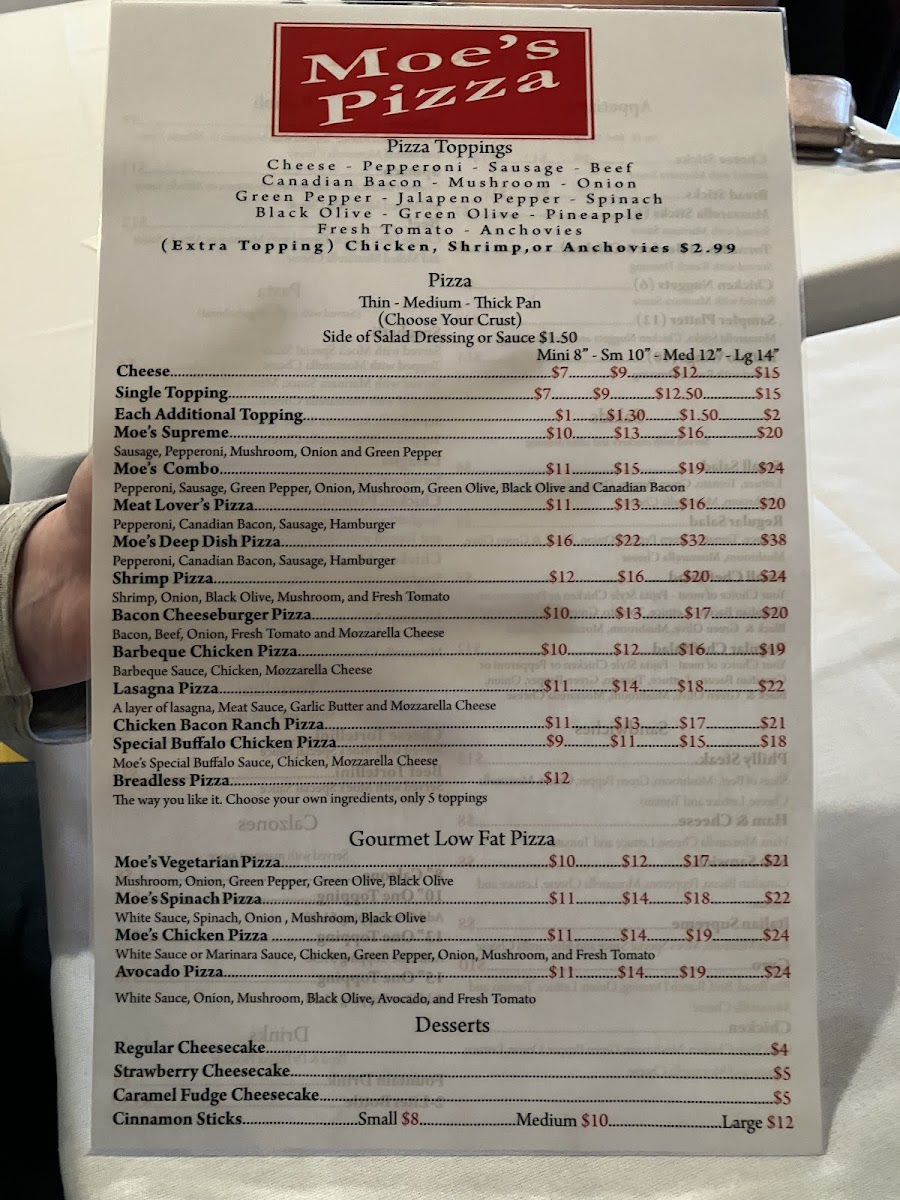 Moe's
Pizza
Pizza Toppings
Cheese - Pepperoni - Sausage - Beef
Canadian Bacon - Mushroom - Onion
Green Pepper - Jalapeno Pepper - Spinach
Black Olive - Green Olive - Pineapple
Fresh Tomato - Anchovies
(Extra Topping) Chicken, Shrimp,or Anchovies $2.99
Pizza
Thin - Medium - Thick Pan
(Choose Your Crust)
Side of Salad Dressing or Sauce $1.50
Mini 8" - Sm 10" - Med 12" - Lg 14"
Cheese $7 $9 $12 $15
Single Topping $7 $9 $12.50 $15
Each Additional Topping $1 $1.30 $1.50 $2
Moe's Supreme $10 $13 $16 $20
Sausage, Pepperoni, Mushroom, Onion and Green Pepper
Moe's Combo $11 $15 $19 $24
Pepperoni, Sausage, Green Pepper, Onion, Mushroom, Green Olive, Black Olive and Canadian Bacon
Meat Lover's Pizza $11 $13 $16 $20
Pepperoni, Canadian Bacon, Sausage, Hamburger
Moe's Deep Dish Pizza $16 $22 $32 $38
Pepperoni, Canadian Bacon, Sausage, Hamburger
Shrimp Pizza $12 $16 $20 $24
Shrimp, Onion, Black Olive, Mushroom, and Fresh Tomato
Bacon Cheeseburger Pizza $10 $13 $17 $20
Bacon, Beef, Onion, Fresh Tomato and Mozzarella Cheese
Barbeque Chicken Pizza $10 $12 $16 $19
Barbeque Sauce, Chicken, Mozzarella Cheese
Lasagna Pizza $11 $14 $18 $22
A layer of lasagna, Meat Sauce, Garlic Butter and Mozzarella Cheese
Chicken Bacon Ranch Pizza $11 $13 $17 $21
Special Buffalo Chicken Pizza $9 $11 $15 $18
Moe's Special Buffalo Sauce, Chicken, Mozzarella Cheese
Breadless Pizza $12
The way you like it. Choose your own ingredients, only 5 toppings
Gourmet Low Fat Pizza
Moe's Vegetarian Pizza $10 $12 $17 $21
Mushroom, Onion, Green Pepper, Green Olive, Black Olive
Moe's Spinach Pizza $11 $14 $18 $22
White Sauce, Spinach, Onion , Mushroom, Black Olive
Moe's Chicken Pizza $11 $14 $19 $24
White Sauce or Marinara Sauce, Chicken, Green Pepper, Onion, Mushroom, and Fresh Tomato
Avocado Pizza $11 $14 $19 $24
White Sauce, Onion, Mushroom, Black Olive, Avocado, and Fresh Tomato
Desserts
Regular Cheesecake $4
Strawberry Cheesecake $5
Caramel Fudge Cheesecake $5
Cinnamon Sticks Small $8 Medium $10 Large $12